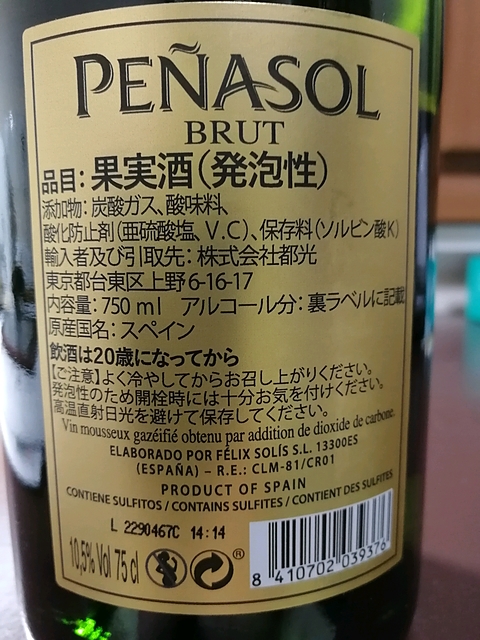 PEÑASOL
BRUT
品目：果実酒（発泡性）
添加物：炭酸ガス、酸味料、
酸化防止剤（亜硫酸塩、V.C）、保存料（ソルビン酸K）
輸入者及び引取先：株式会社都光
東京都台東区上野6-16-17
内容量：750 ml アルコール分：裏ラベルに記載
原産国名：スペイン
飲酒は20歳になってから
【ご注意】よく冷やしてからお召し上がりください。
発泡性のため開栓時には十分お気を付けください。
高温直射日光を避けて保存してください。
Vin mousseux gazéifié obtenu par addition de dioxide de carbone.
ELABORADO POR FÉLIX SOLÍS S.L. 13300ES
(ESPAÑA) – R.E.: CLM-81/CR01
PRODUCT OF SPAIN
CONTIENE SULFITOS / CONTAINS SULFITES / CONTIENT DES SULFITES
L 2290467C 14:14
10,5% Vol 75 cl ®
8 410702 039376